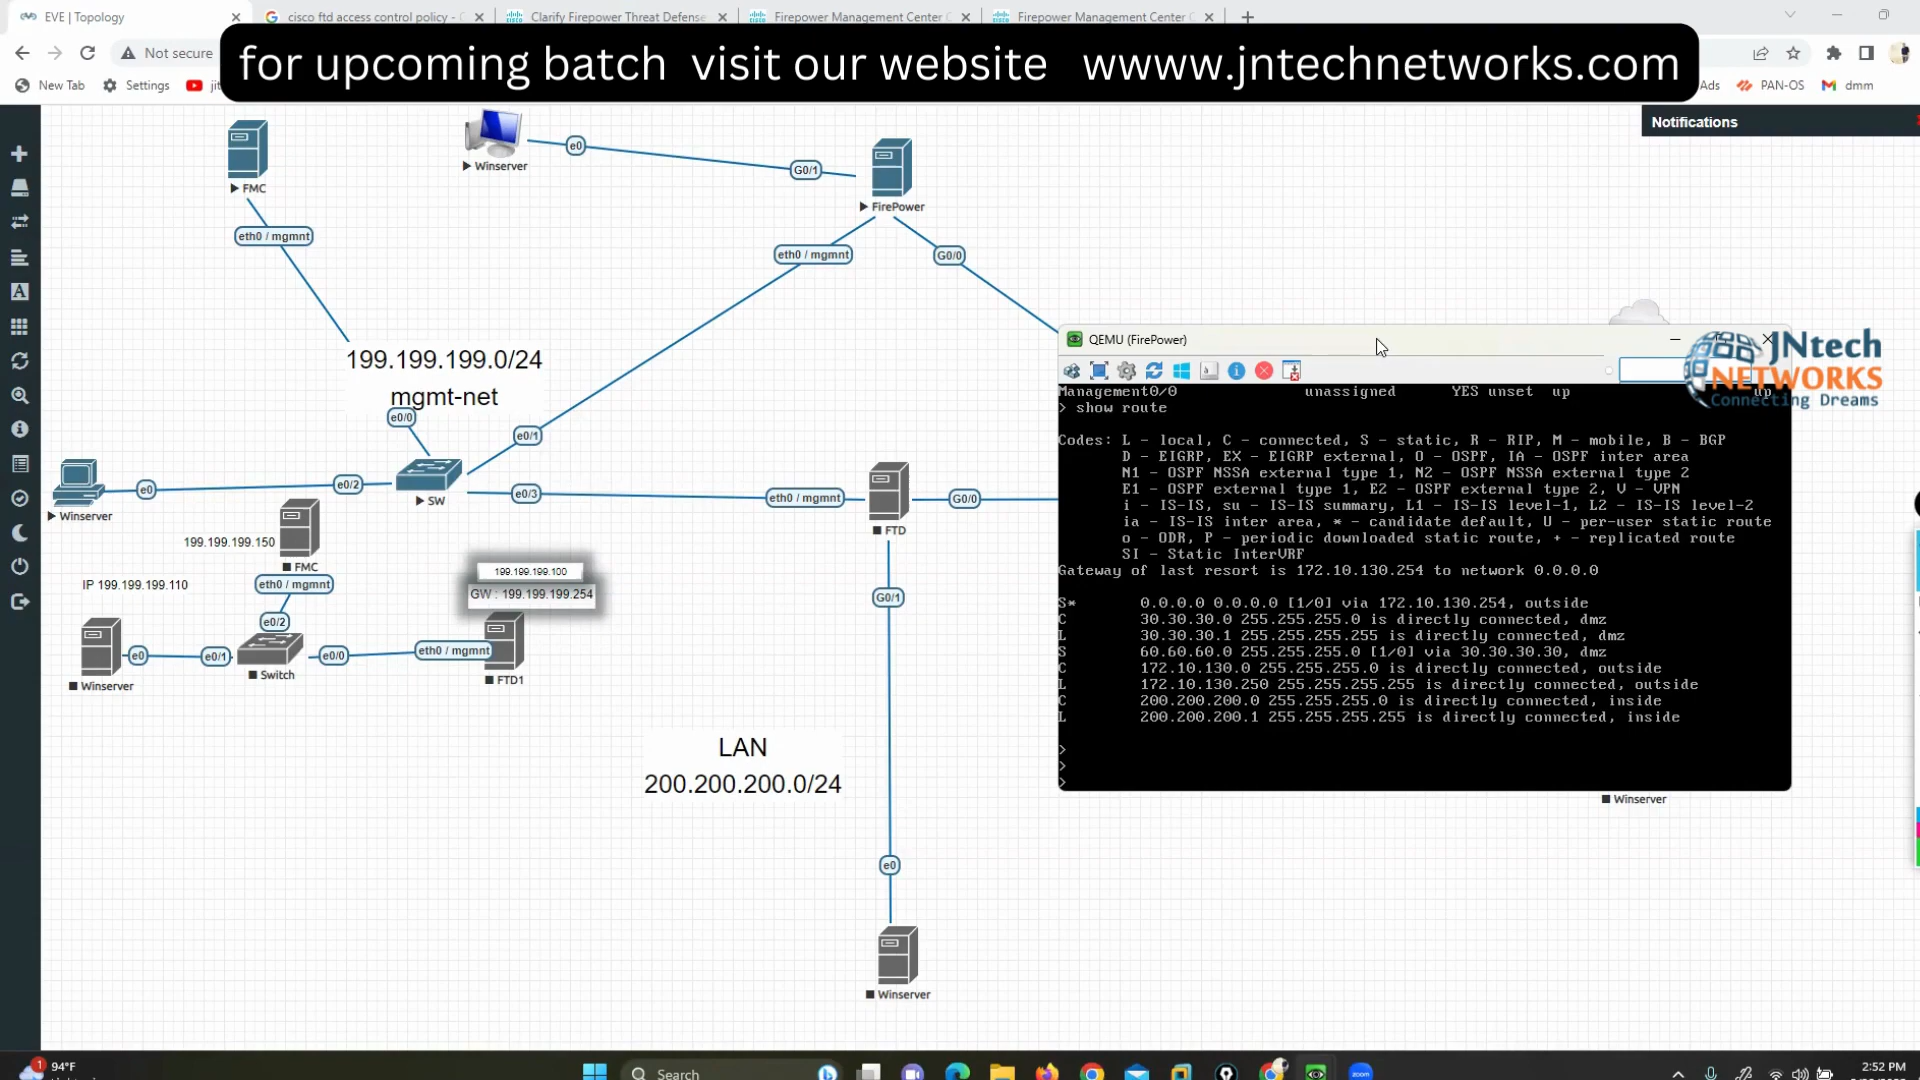 EVE | Topology
cisco ftd access control policy -
Clarify Firepower Threat Defense
Firepower Management Center
Firepower Management Center
Not secure
for upcoming batch visit our website wwww.jntechnetworks.com
New Tab
Settings
Ads
PAN-OS
dmm
Notifications
FMC
Winserver
e0
G0/1
FirePower
eth0 / mgmnt
eth0 / mgmnt
G0/0
199.199.199.0/24
mgmt-net
e0/0
e0/1
Winserver
e0
e0/2
SW
e0/3
eth0 / mgmnt
FTD
G0/0
199.199.199.150
FMC
IP 199.199.199.110
eth0 / mgmnt
199.199.199.100
GW : 199.199.199.254
e0/2
G0/1
Winserver
e0
e0/1
Switch
e0/0
eth0 / mgmnt
FTD1
LAN
200.200.200.0/24
e0
Winserver
Winserver
QEMU (FirePower)
JNtech
NETWORKS
Connecting Dreams
Management0/0 unassigned YES unset up up
> show route
Codes: L - local, C - connected, S - static, R - RIP, M - mobile, B - BGP
D - EIGRP, EX - EIGRP external, O - OSPF, IA - OSPF inter area
N1 - OSPF NSSA external type 1, N2 - OSPF NSSA external type 2
E1 - OSPF external type 1, E2 - OSPF external type 2, V - VPN
i - IS-IS, su - IS-IS summary, L1 - IS-IS level-1, L2 - IS-IS level-2
ia - IS-IS inter area, * - candidate default, U - per-user static route
o - ODR, P - periodic downloaded static route, + - replicated route
SI - Static InterVRF
Gateway of last resort is 172.10.130.254 to network 0.0.0.0
S* 0.0.0.0 0.0.0.0 [1/0] via 172.10.130.254, outside
C 30.30.30.0 255.255.255.0 is directly connected, dmz
L 30.30.30.1 255.255.255.255 is directly connected, dmz
S 60.60.60.0 255.255.255.0 [1/0] via 30.30.30.30, dmz
C 172.10.130.0 255.255.255.0 is directly connected, outside
L 172.10.130.250 255.255.255.255 is directly connected, outside
C 200.200.200.0 255.255.255.0 is directly connected, inside
L 200.200.200.1 255.255.255.255 is directly connected, inside
>
>
>
1
94°F
Search
zoom
2:52 PM